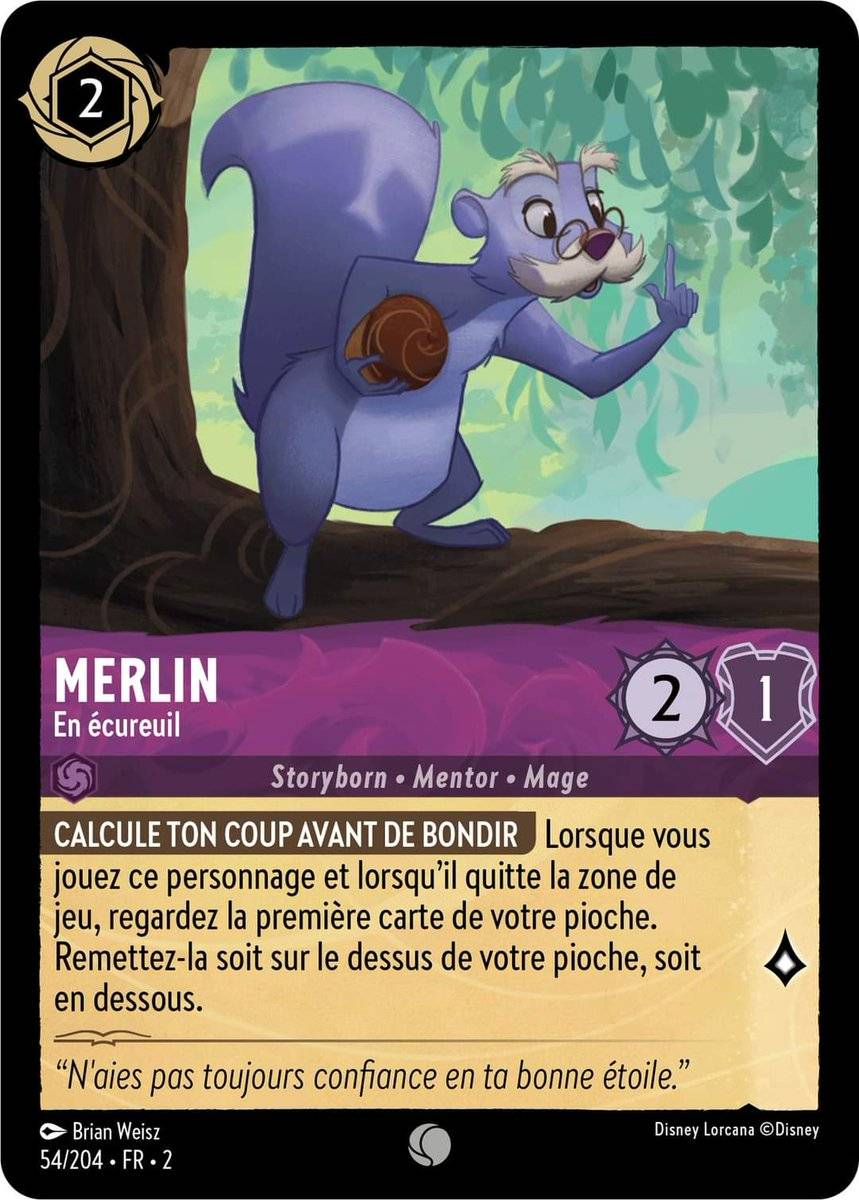 2
MERLIN
En écureuil
2
1
Storyborn • Mentor • Mage
CALCULE TON COUP AVANT DE BONDIR Lorsque vous
jouez ce personnage et lorsqu’il quitte la zone de
jeu, regardez la première carte de votre pioche.
Remettez-la soit sur le dessus de votre pioche, soit
en dessous.
“N'aies pas toujours confiance en ta bonne étoile.”
Brian Weisz
Disney Lorcana ©Disney
54/204 • FR • 2